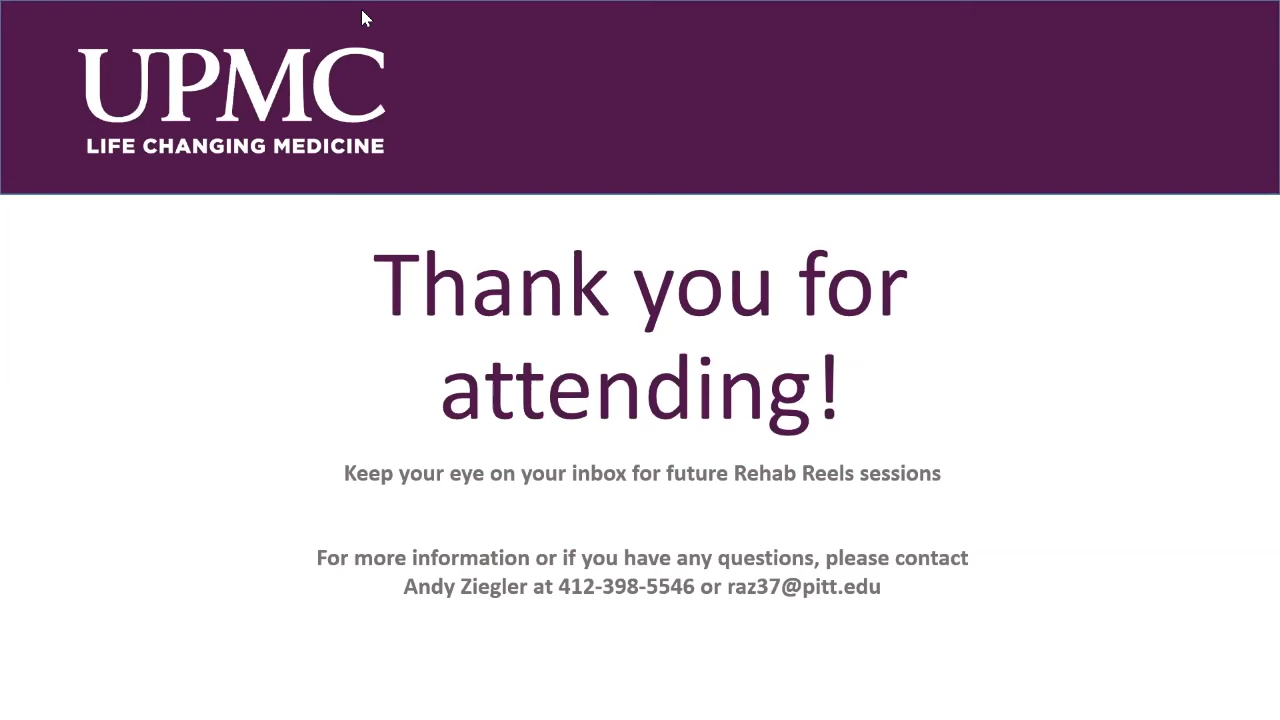 UPMC
LIFE CHANGING MEDICINE
Thank you for
attending!
Keep your eye on your inbox for future Rehab Reels sessions
For more information or if you have any questions, please contact
Andy Ziegler at 412-398-5546 or raz37@pitt.edu